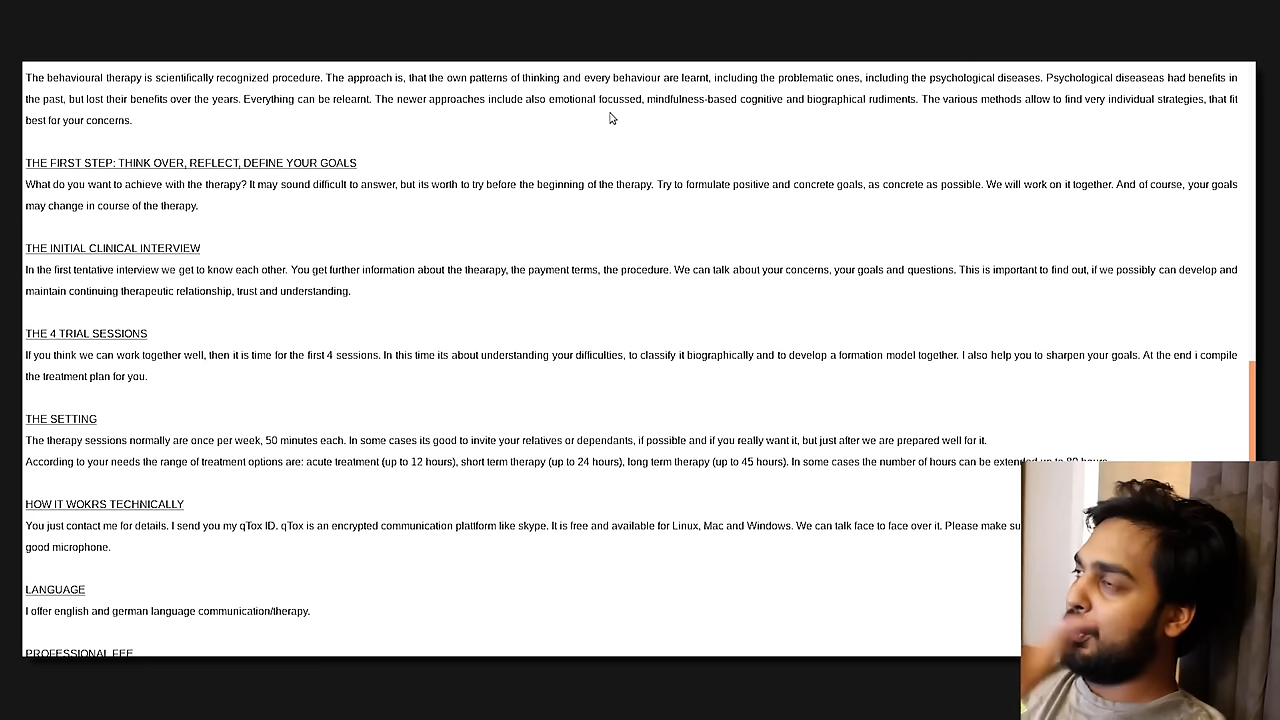 The behavioural therapy is scientifically recognized procedure. The approach is, that the own patterns of thinking and every behaviour are learnt, including the problematic ones, including the psychological diseases. Psychological diseaseas had benefits in
the past, but lost their benefits over the years. Everything can be relearnt. The newer approaches include also emotional focussed, mindfulness-based cognitive and biographical rudiments. The various methods allow to find very individual strategies, that fit
best for your concerns.
THE FIRST STEP: THINK OVER, REFLECT, DEFINE YOUR GOALS
What do you want to achieve with the therapy? It may sound difficult to answer, but its worth to try before the beginning of the therapy. Try to formulate positive and concrete goals, as concrete as possible. We will work on it together. And of course, your goals
may change in course of the therapy.
THE INITIAL CLINICAL INTERVIEW
In the first tentative interview we get to know each other. You get further information about the thearapy, the payment terms, the procedure. We can talk about your concerns, your goals and questions. This is important to find out, if we possibly can develop and
maintain continuing therapeutic relationship, trust and understanding.
THE 4 TRIAL SESSIONS
If you think we can work together well, then it is time for the first 4 sessions. In this time its about understanding your difficulties, to classify it biographically and to develop a formation model together. I also help you to sharpen your goals. At the end i compile
the treatment plan for you.
THE SETTING
The therapy sessions normally are once per week, 50 minutes each. In some cases its good to invite your relatives or dependants, if possible and if you really want it, but just after we are prepared well for it.
According to your needs the range of treatment options are: acute treatment (up to 12 hours), short term therapy (up to 24 hours), long term therapy (up to 45 hours). In some cases the number of hours can be extended up to 80 hours.
HOW IT WOKRS TECHNICALLY
You just contact me for details. I send you my qTox ID. qTox is an encrypted communication plattform like skype. It is free and available for Linux, Mac and Windows. We can talk face to face over it. Please make su
good microphone.
LANGUAGE
I offer english and german language communication/therapy.
PROFESSIONAL FEE